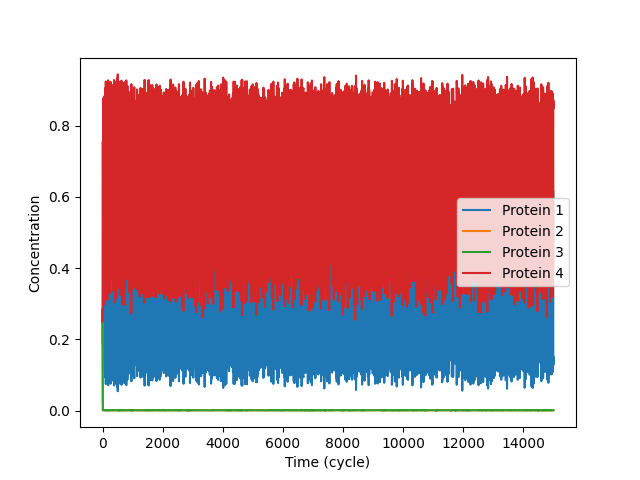 0.8
0.6
0.4
0.2
0.0
Concentration
Protein 1
Protein 2
Protein 3
Protein 4
0 2000 4000 6000 8000 10000 12000 14000
Time (cycle)